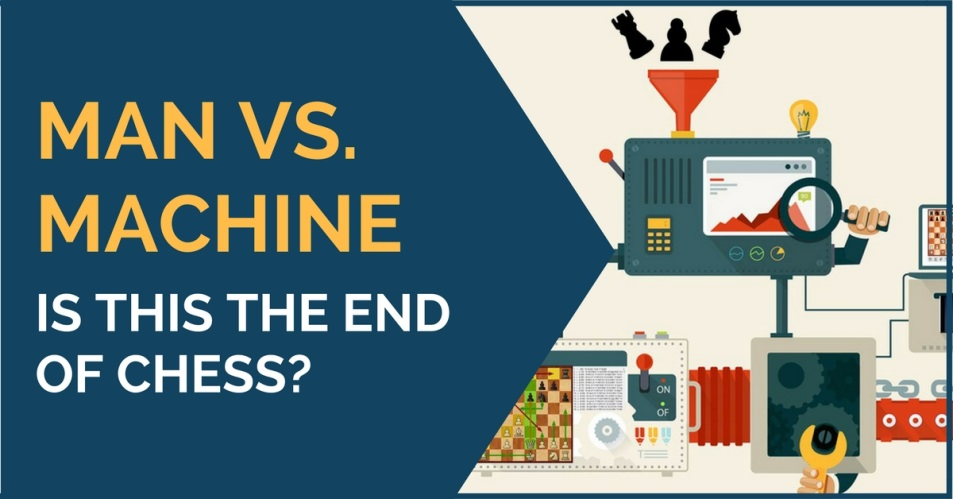 MAN VS.
MACHINE
IS THIS THE END
OF CHESS?
ON
OF